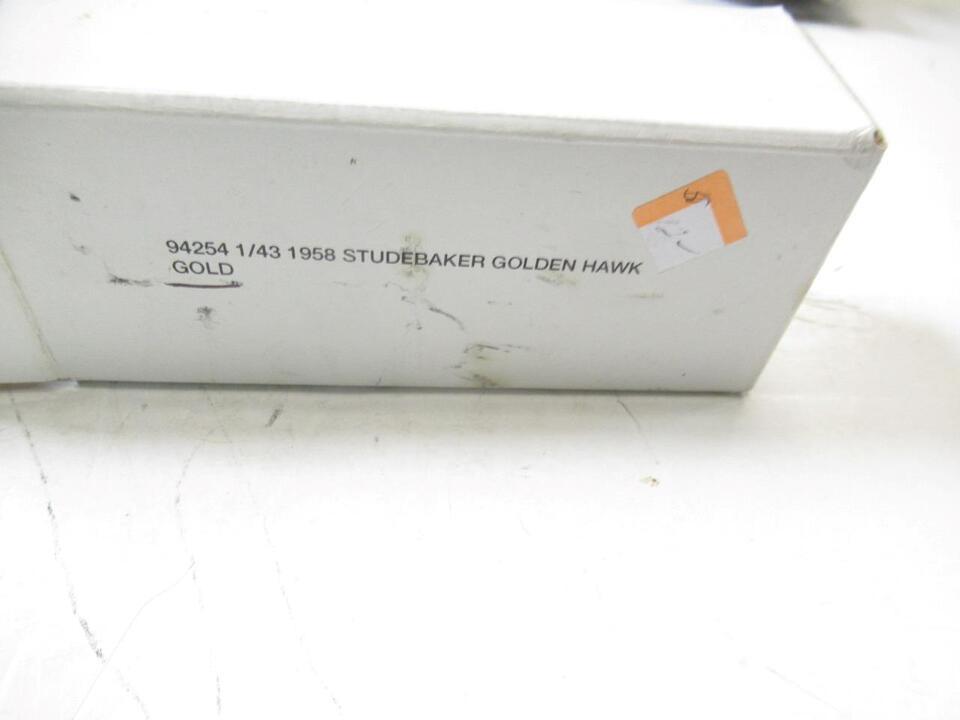 94254 1/43 1958 STUDEBAKER GOLDEN HAWK
GOLD